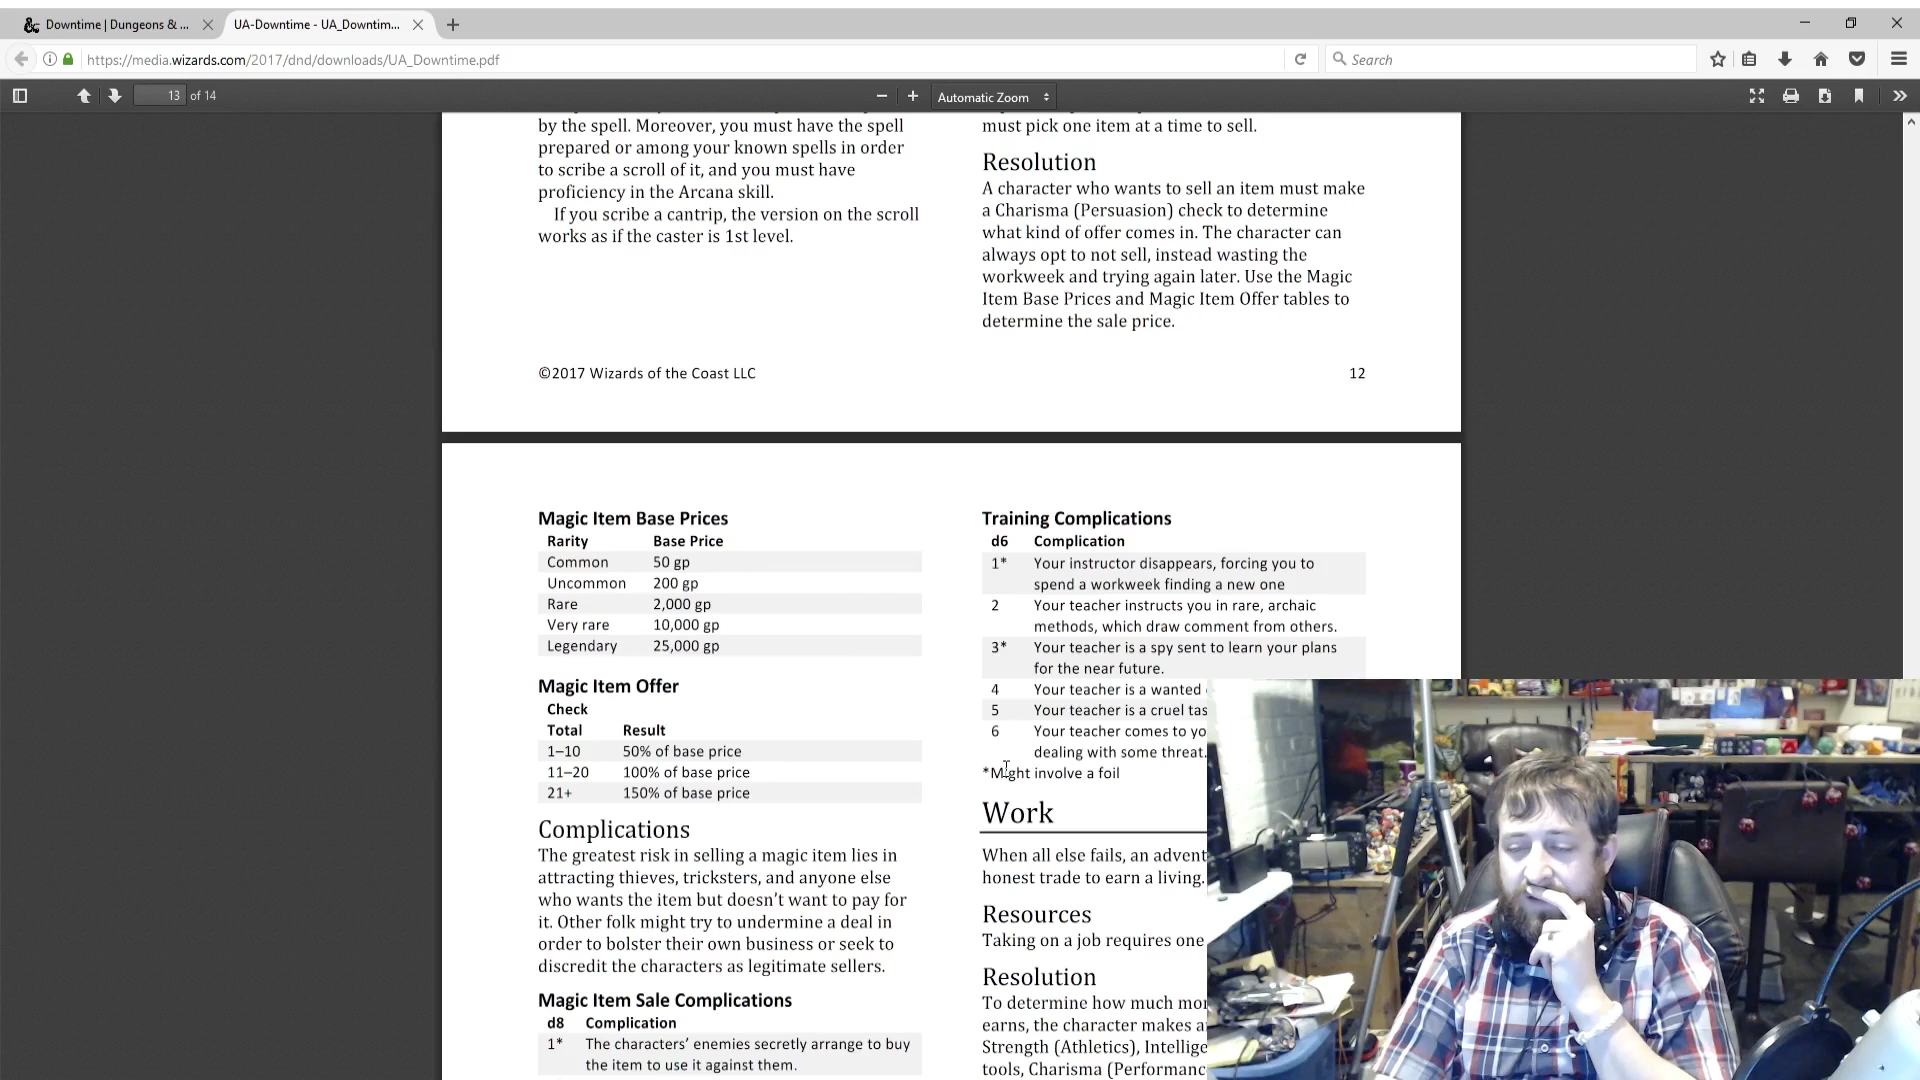 Downtime | Dungeons & ...
UA-Downtime - UA_Downtim...
https://media.wizards.com/2017/dnd/downloads/UA_Downtime.pdf
Search
13 of 14
Automatic Zoom
by the spell. Moreover, you must have the spell
prepared or among your known spells in order
to scribe a scroll of it, and you must have
proficiency in the Arcana skill.
If you scribe a cantrip, the version on the scroll
works as if the caster is 1st level.
must pick one item at a time to sell.
Resolution
A character who wants to sell an item must make
a Charisma (Persuasion) check to determine
what kind of offer comes in. The character can
always opt to not sell, instead wasting the
workweek and trying again later. Use the Magic
Item Base Prices and Magic Item Offer tables to
determine the sale price.
©2017 Wizards of the Coast LLC
12
Magic Item Base Prices
Rarity Base Price
Common 50 gp
Uncommon 200 gp
Rare 2,000 gp
Very rare 10,000 gp
Legendary 25,000 gp
Magic Item Offer
Check
Total Result
1–10 50% of base price
11–20 100% of base price
21+ 150% of base price
Complications
The greatest risk in selling a magic item lies in
attracting thieves, tricksters, and anyone else
who wants the item but doesn't want to pay for
it. Other folk might try to undermine a deal in
order to bolster their own business or seek to
discredit the characters as legitimate sellers.
Magic Item Sale Complications
d8 Complication
1* The characters' enemies secretly arrange to buy
the item to use it against them.
Training Complications
d6 Complication
1* Your instructor disappears, forcing you to
spend a workweek finding a new one
2 Your teacher instructs you in rare, archaic
methods, which draw comment from others.
3* Your teacher is a spy sent to learn your plans
for the near future.
4 Your teacher is a wanted
5 Your teacher is a cruel tas
6 Your teacher comes to yo
dealing with some threat.
*Might involve a foil
Work
When all else fails, an advent
honest trade to earn a living.
Resources
Taking on a job requires one
Resolution
To determine how much mo
earns, the character makes a
Strength (Athletics), Intellige
tools, Charisma (Performanc